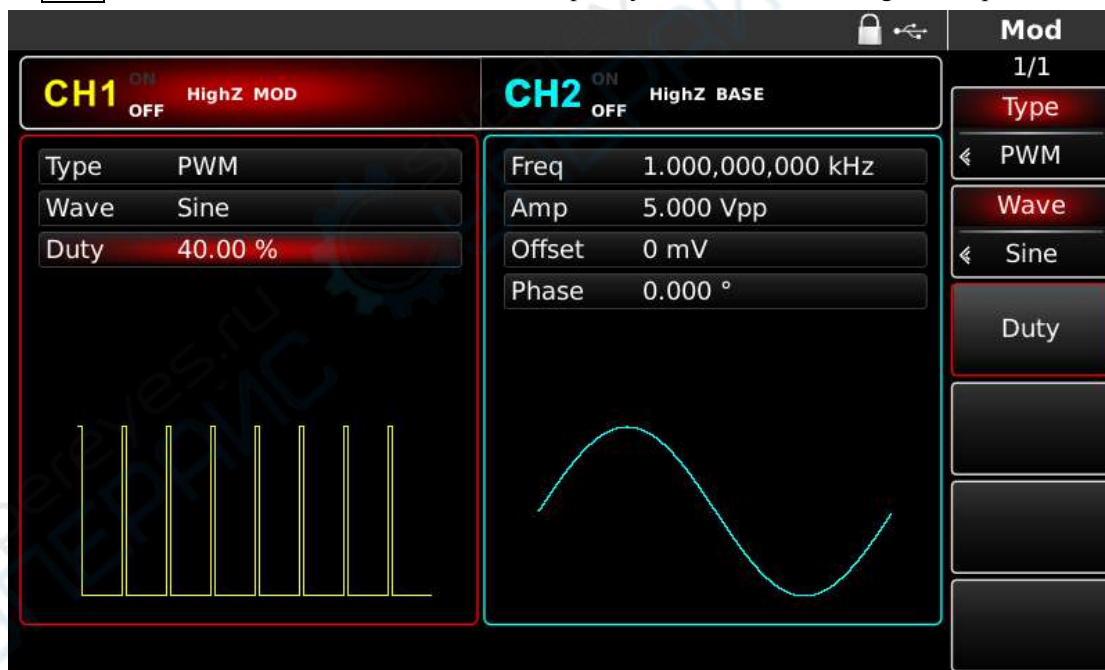 Mod
1/1
CH1 ON OFF HighZ MOD
CH2 ON OFF HighZ BASE
Type
PWM
Wave
Sine
Duty
Type PWM
Wave Sine
Duty 40.00 %
Freq 1.000,000,000 kHz
Amp 5.000 Vpp
Offset 0 mV
Phase 0.000 °